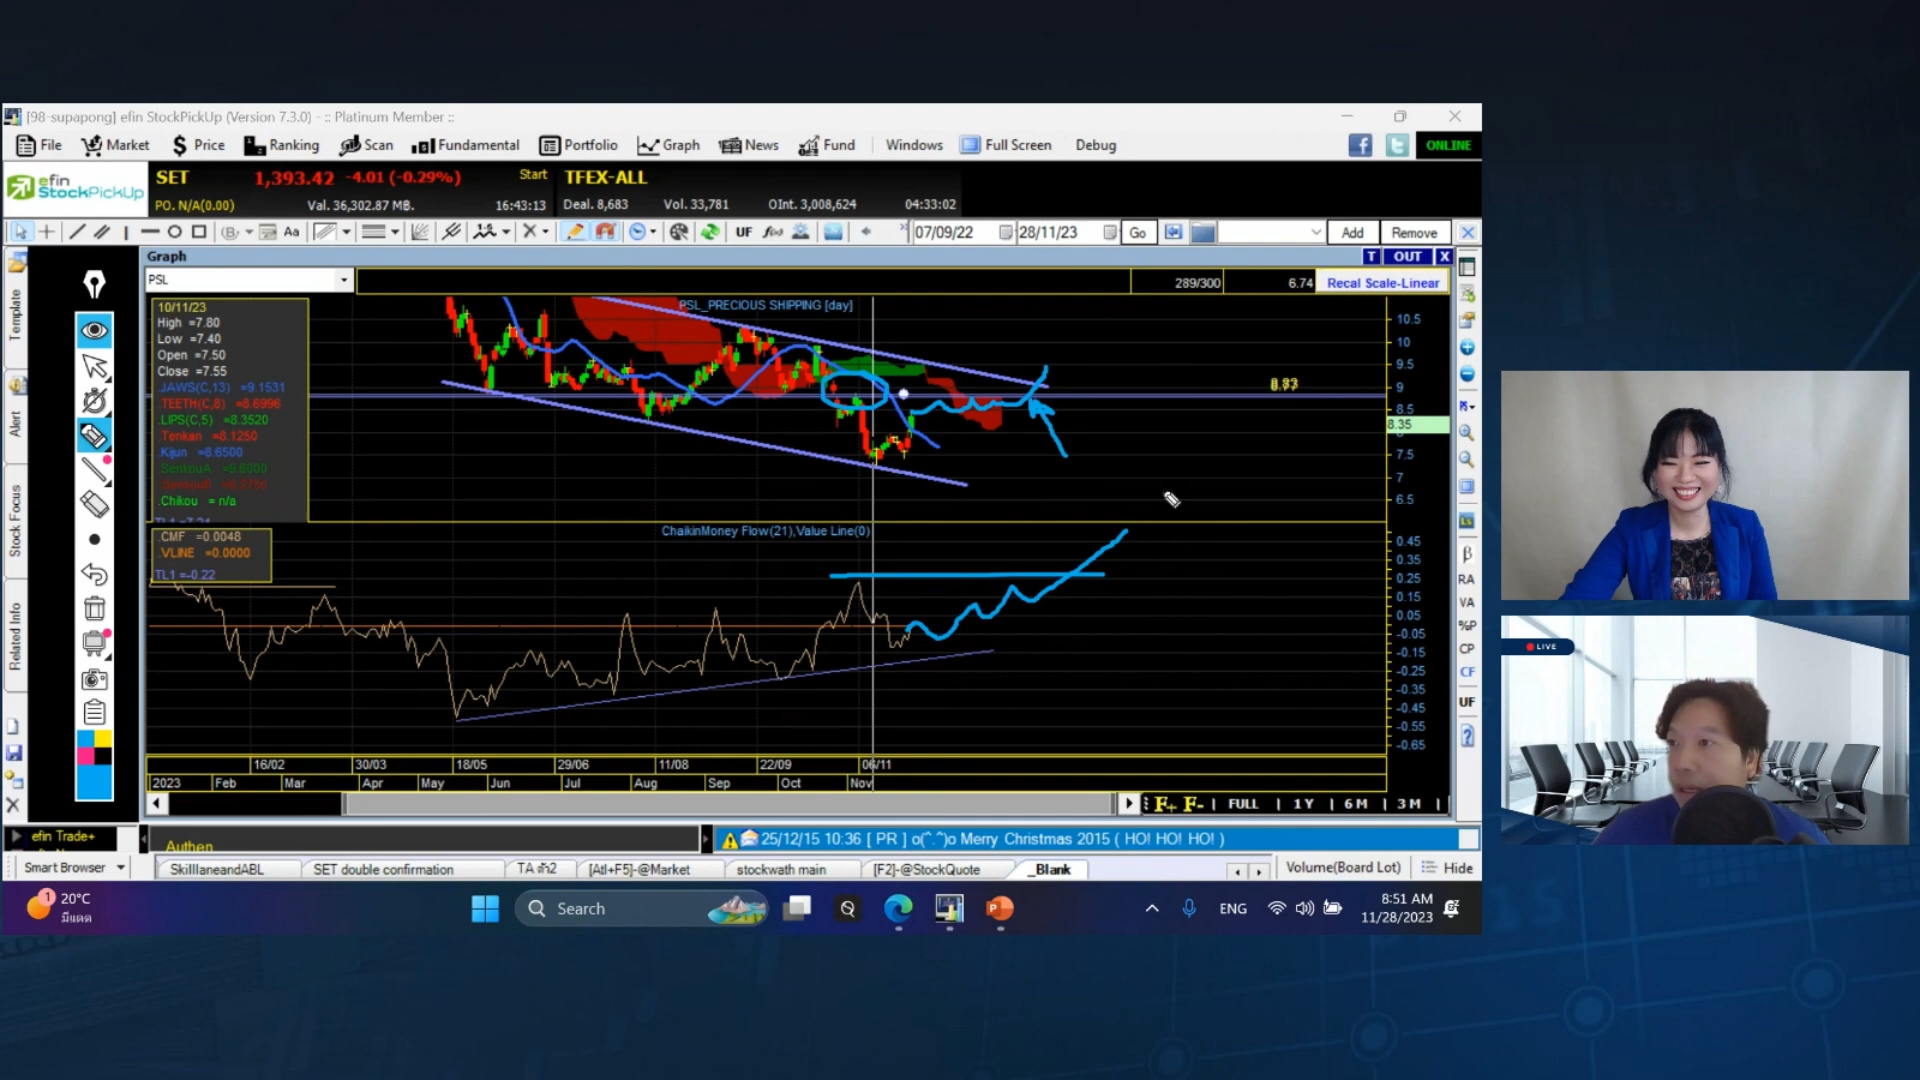 [98-supapong] efin StockPickUp (Version 7.3.0) - :: Platinum Member ::
File Market Price Ranking Scan Fundamental Portfolio Graph News Fund Windows Full Screen Debug ONLINE
efin StockPickUp
SET 1,393.42 -4.01 (-0.29%) Start TFEX-ALL
PO. N/A(0.00) Val. 36,302.87 MB. 16:43:13 Deal. 8,683 Vol. 33,781 OInt. 3,008,624 04:33:02
Aa UF 07/09/22 28/11/23 Go Add Remove
Graph T OUT X
PSL 289/300 6.74 Recal Scale-Linear
PSL_PRECIOUS SHIPPING [day]
10/11/23
High =7.80
Low =7.40
Open =7.50
Close =7.55
.JAWS(C,13) =9.1531
.TEETH(C,8) =8.6996
.LIPS(C,5) =8.3520
.Tenkan =8.1250
.Kijun =8.6500
.Chikou = n/a
10.5
10
9.5
9
8.5
8.35
7.5
7
6.5
ChaikinMoney Flow(21),Value Line(0)
.CMF =0.0048
.VLINE =0.0000
TL1 =-0.22
0.45
0.35
0.25
0.15
0.05
-0.05
-0.15
-0.25
-0.35
-0.45
-0.55
-0.65
16/02 30/03 18/05 29/06 11/08 22/09 06/11
2023 Feb Mar Apr May Jun Jul Aug Sep Oct Nov
F+ F- | FULL | 1Y | 6M | 3M |
Template
Alert
Stock Focus
Related Info
β
RA
VA
%P
CP
CF
UF
?
efin Trade+
Authen
25/12/15 10:36 [ PR ] o(^.^)o Merry Christmas 2015 ( HO! HO! HO! )
Smart Browser SkilllaneandABL SET double confirmation TA ตัว2 [Atl+F5]-@Market stockwath main [F2]-@StockQuote _Blank Volume(Board Lot) Hide
1 20°C
มีแดด
Search
ENG
8:51 AM
11/28/2023
LIVE